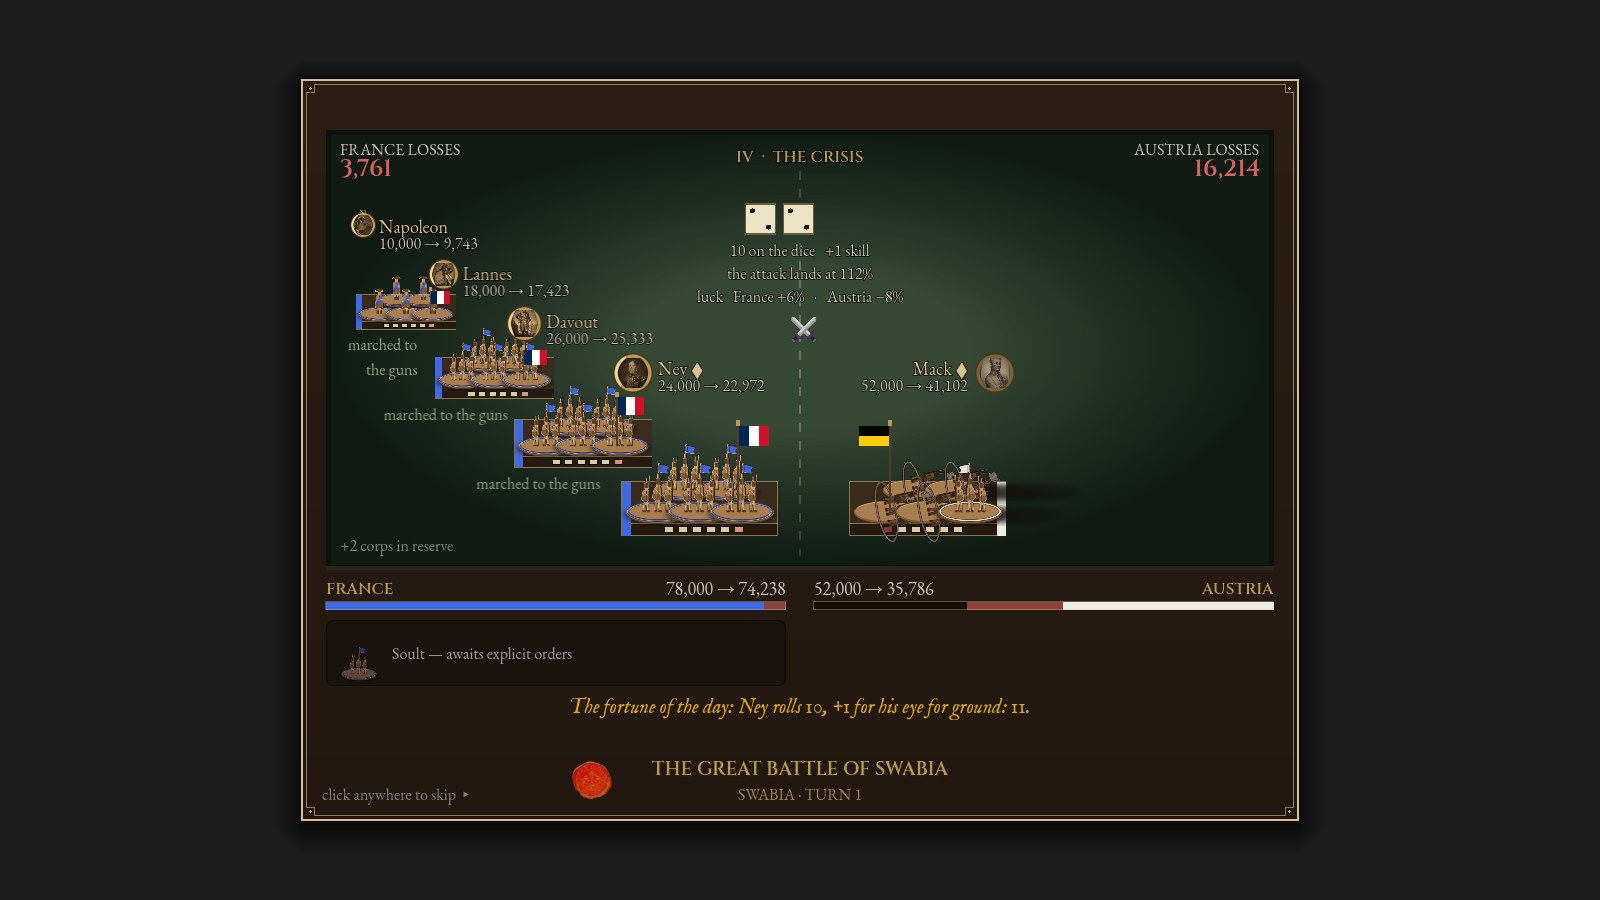 FRANCE LOSSES
3,761
IV · THE CRISIS
AUSTRIA LOSSES
16,214
Napoleon
10,000 → 9,743
Lannes
18,000 → 17,423
Davout
26,000 → 25,333
Ney
24,000 → 22,972
10 on the dice +1 skill
the attack lands at 112%
luck France +6% · Austria −8%
Mack
52,000 → 41,102
marched to
the guns
marched to the guns
marched to the guns
+2 corps in reserve
FRANCE
78,000 → 74,238
52,000 → 35,786
AUSTRIA
Soult — awaits explicit orders
The fortune of the day: Ney rolls 10, +1 for his eye for ground: 11.
THE GREAT BATTLE OF SWABIA
SWABIA · TURN 1
click anywhere to skip ▸